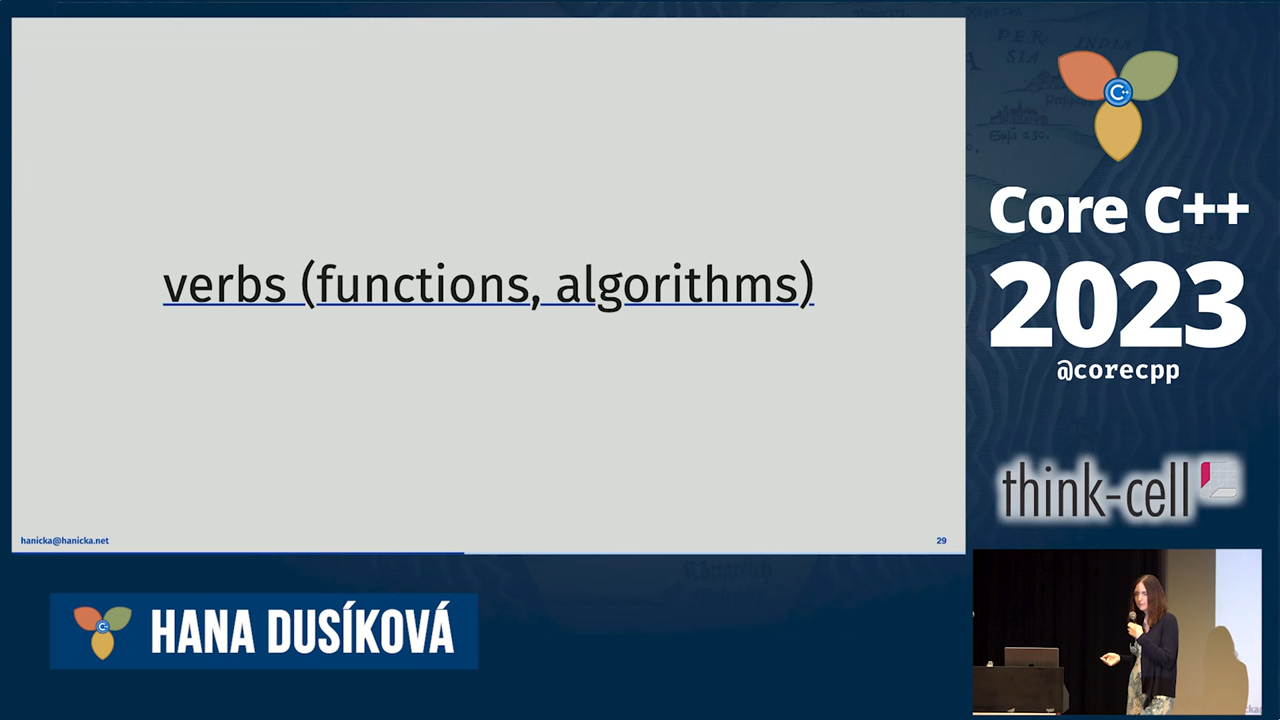 verbs (functions, algorithms)
hanicka@hanicka.net
29
HANA DUSÍKOVÁ
C++
Core C++
2023
@corecpp
think-cell